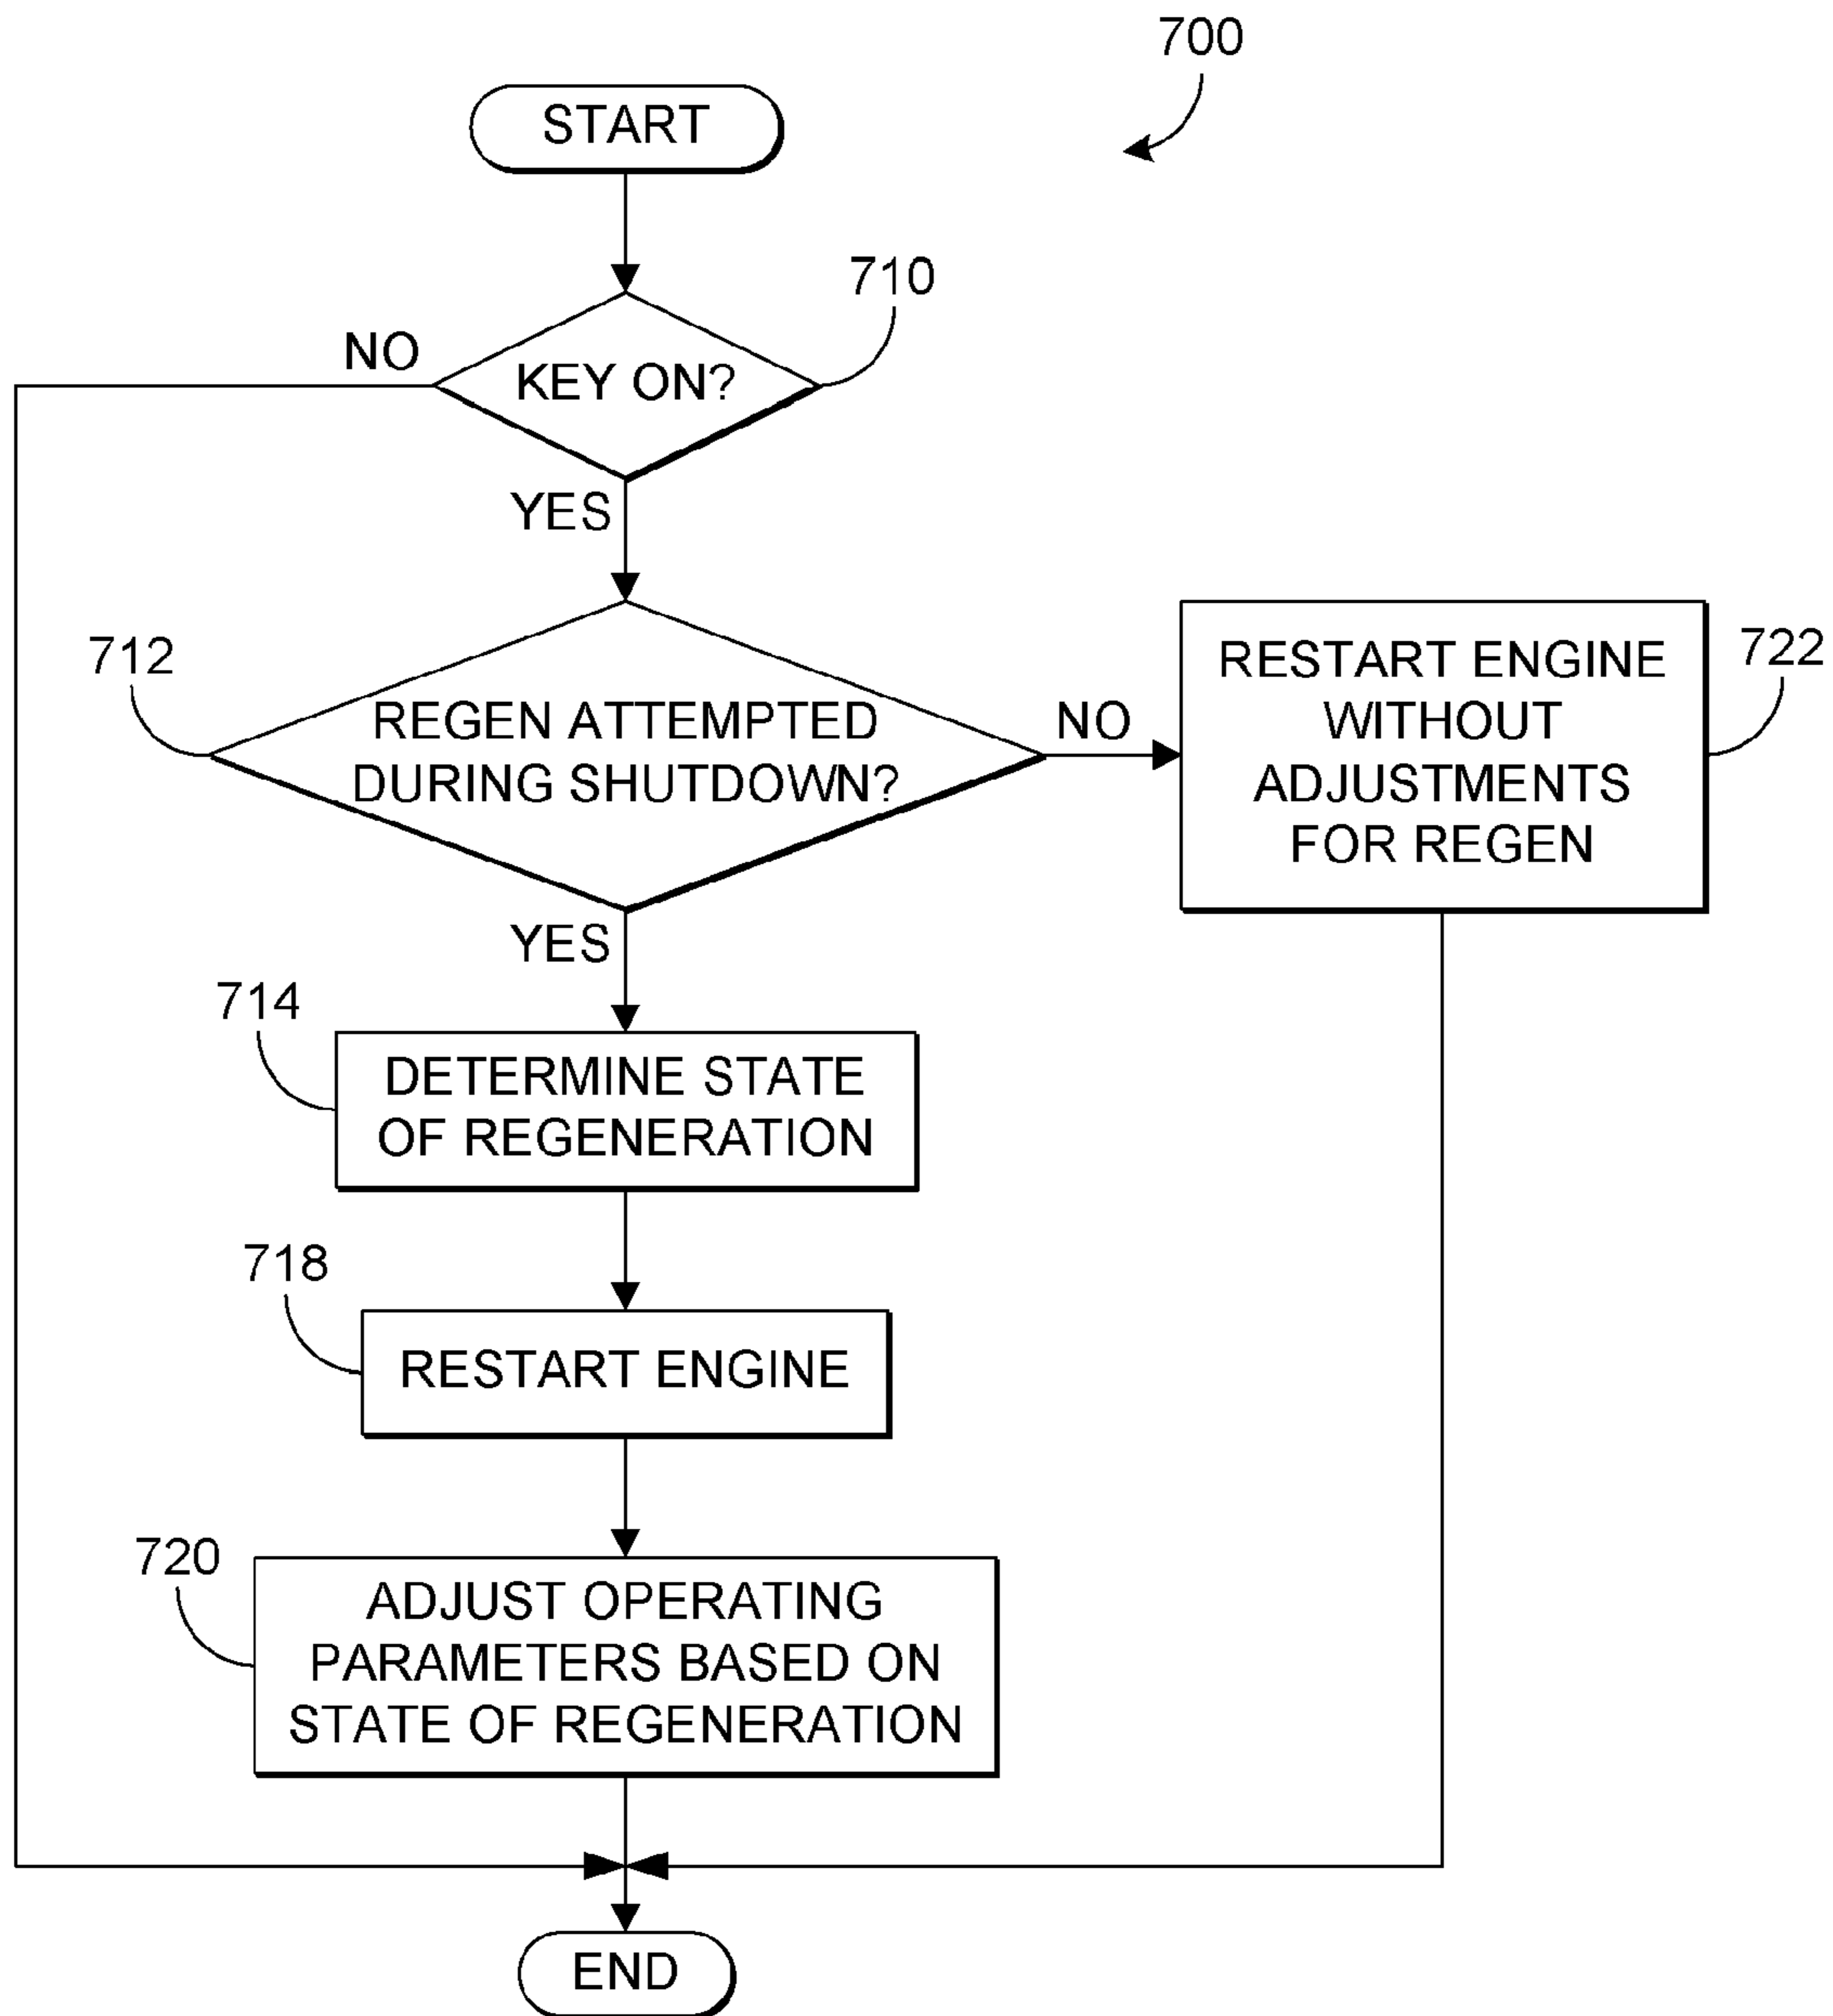 700
START
710
NO
KEY ON?
YES
712
REGEN ATTEMPTED
DURING SHUTDOWN?
NO
RESTART ENGINE
WITHOUT
ADJUSTMENTS
FOR REGEN
722
YES
714
DETERMINE STATE
OF REGENERATION
718
RESTART ENGINE
720
ADJUST OPERATING
PARAMETERS BASED ON
STATE OF REGENERATION
END